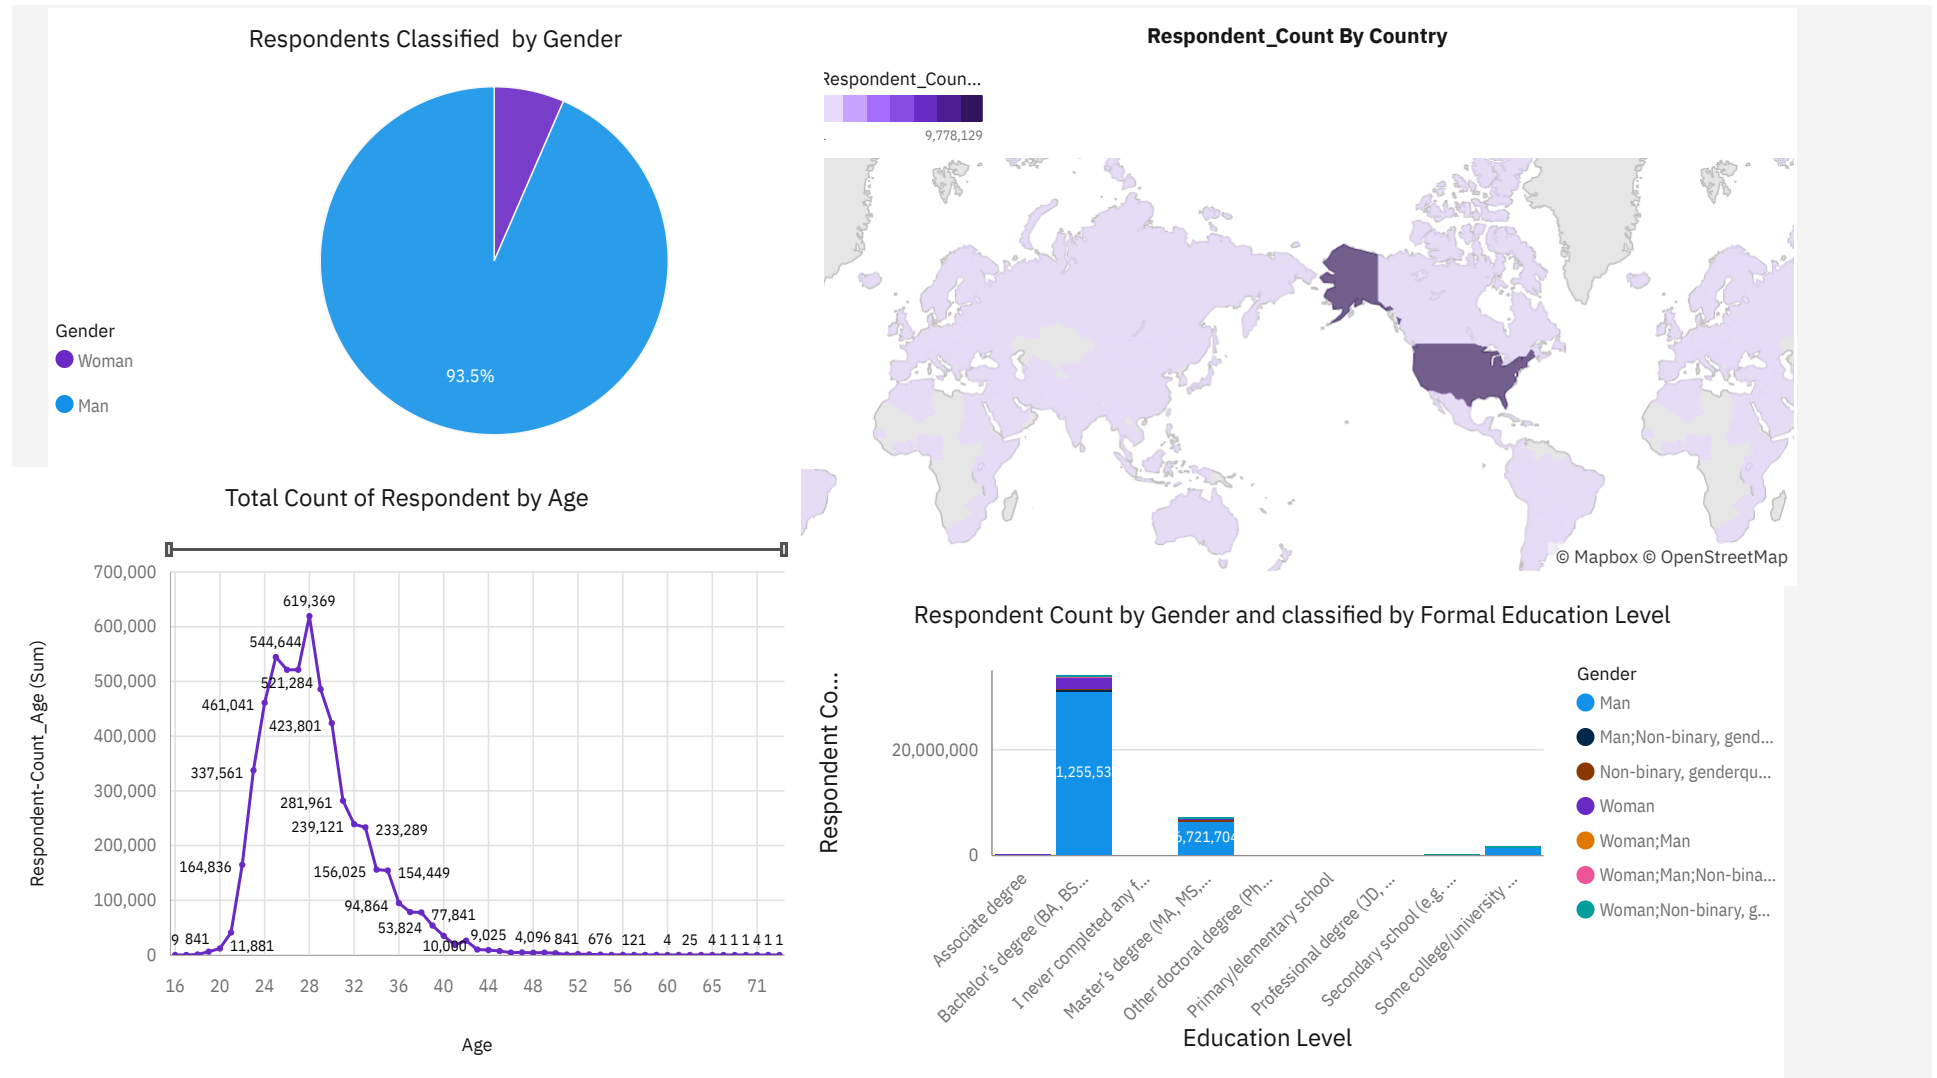 Respondents Classified by Gender
93.5%
Gender
Woman
Man
Respondent_Count By Country
Respondent_Coun...
9,778,129
© Mapbox © OpenStreetMap
Total Count of Respondent by Age
Respondent-Count_Age (Sum)
700,000
600,000
500,000
400,000
300,000
200,000
100,000
0
619,369
544,644
521,284
461,041
423,801
337,561
281,961
239,121
233,289
164,836
156,025
154,449
94,864
77,841
53,824
9 841
11,881
10,000
9,025
4,096
841
676
121
4
25
4 1 1 1 4 1 1
16 20 24 28 32 36 40 44 48 52 56 60 65 71
Age
Respondent Count by Gender and classified by Formal Education Level
Respondent Co...
20,000,000
0
1,255,53
6,721,704
Associate degree
Bachelor's degree (BA, BS...
I never completed any f...
Master's degree (MA, MS,...
Other doctoral degree (Ph...
Primary/elementary school
Professional degree (JD, ...
Secondary school (e.g. ...
Some college/university ...
Education Level
Gender
Man
Man;Non-binary, gend...
Non-binary, genderqu...
Woman
Woman;Man
Woman;Man;Non-bina...
Woman;Non-binary, g...